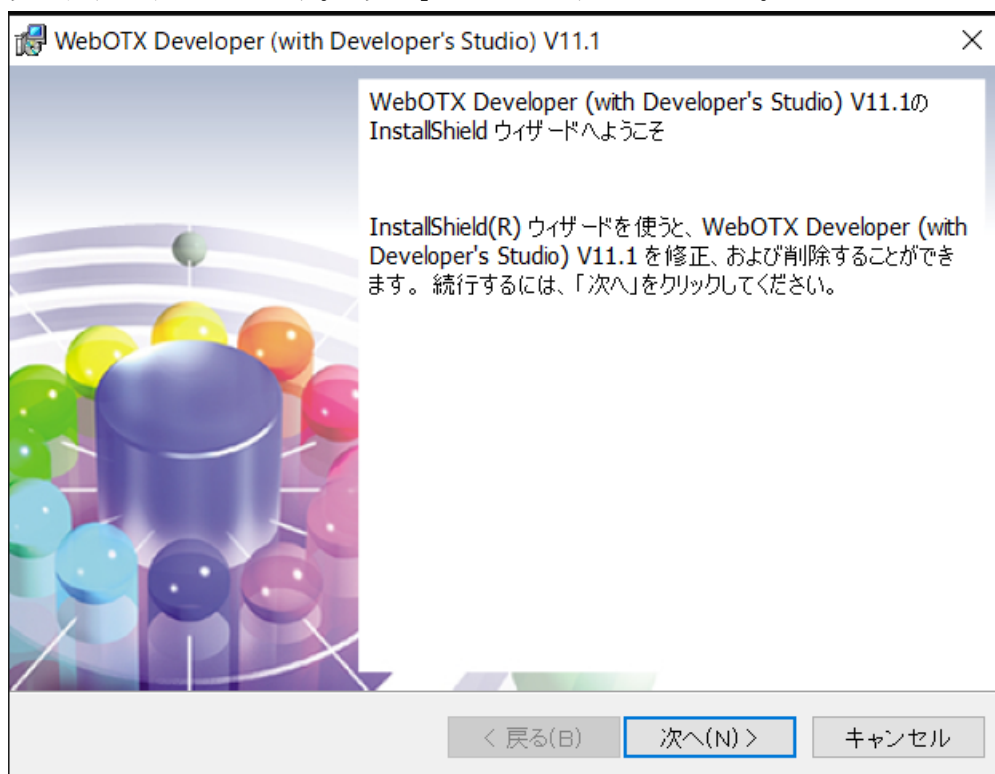 WebOTX Developer (with Developer's Studio) V11.1
WebOTX Developer (with Developer's Studio) V11.1の
InstallShield ウィザードへようこそ
InstallShield(R) ウィザードを使うと、WebOTX Developer (with
Developer's Studio) V11.1 を修正、および削除することができ
ます。 続行するには、「次へ」をクリックしてください。
< 戻る(B)
次へ(N) >
キャンセル